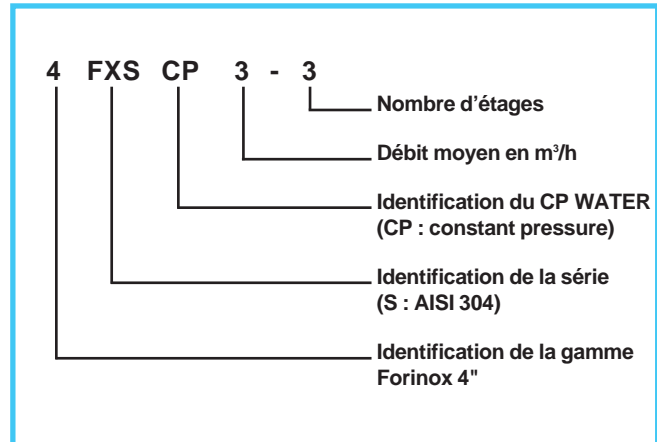 4 FXS CP 3 - 3
Nombre d'étages
Débit moyen en m³/h
Identification du CP WATER
(CP : constant pressure)
Identification de la série
(S : AISI 304)
Identification de la gamme
Forinox 4"